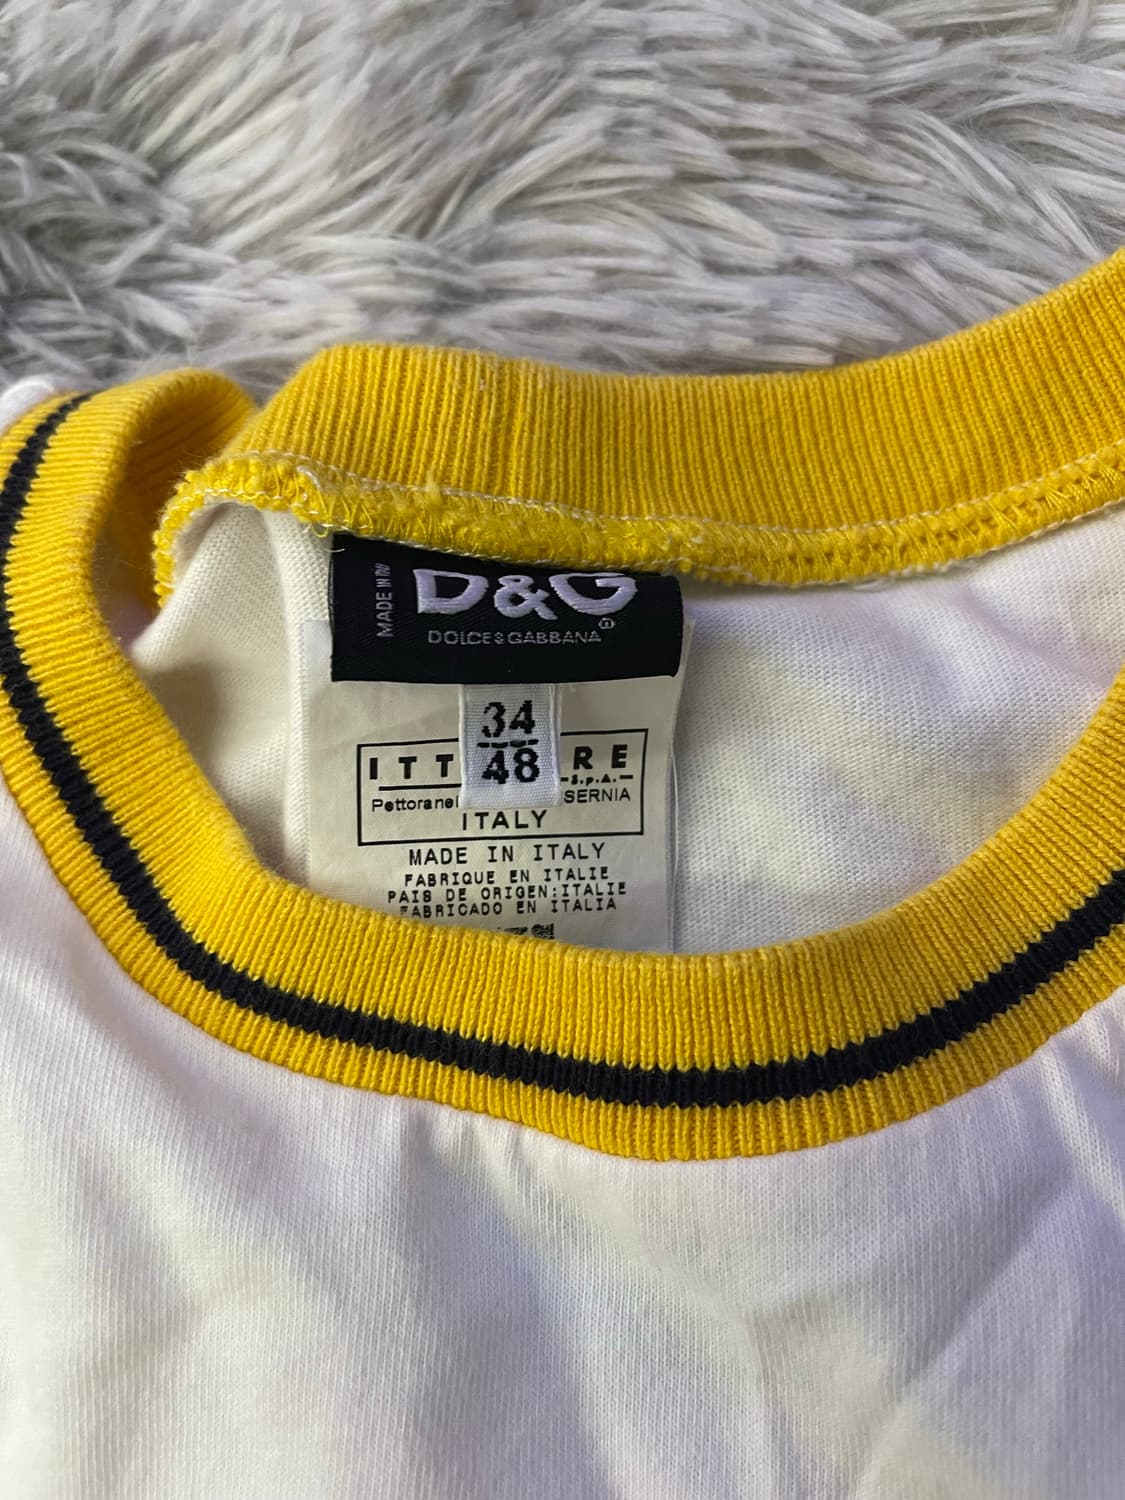 MADE IN
D&G
DOLCE&GABBANA®
34
48
ITT RE
S.p.A.
Pettorane SERNIA
ITALY
MADE IN ITALY
FABRIQUE EN ITALIE
PAIS DE ORIGEN:ITALIE
FABRICADO EN ITALIA